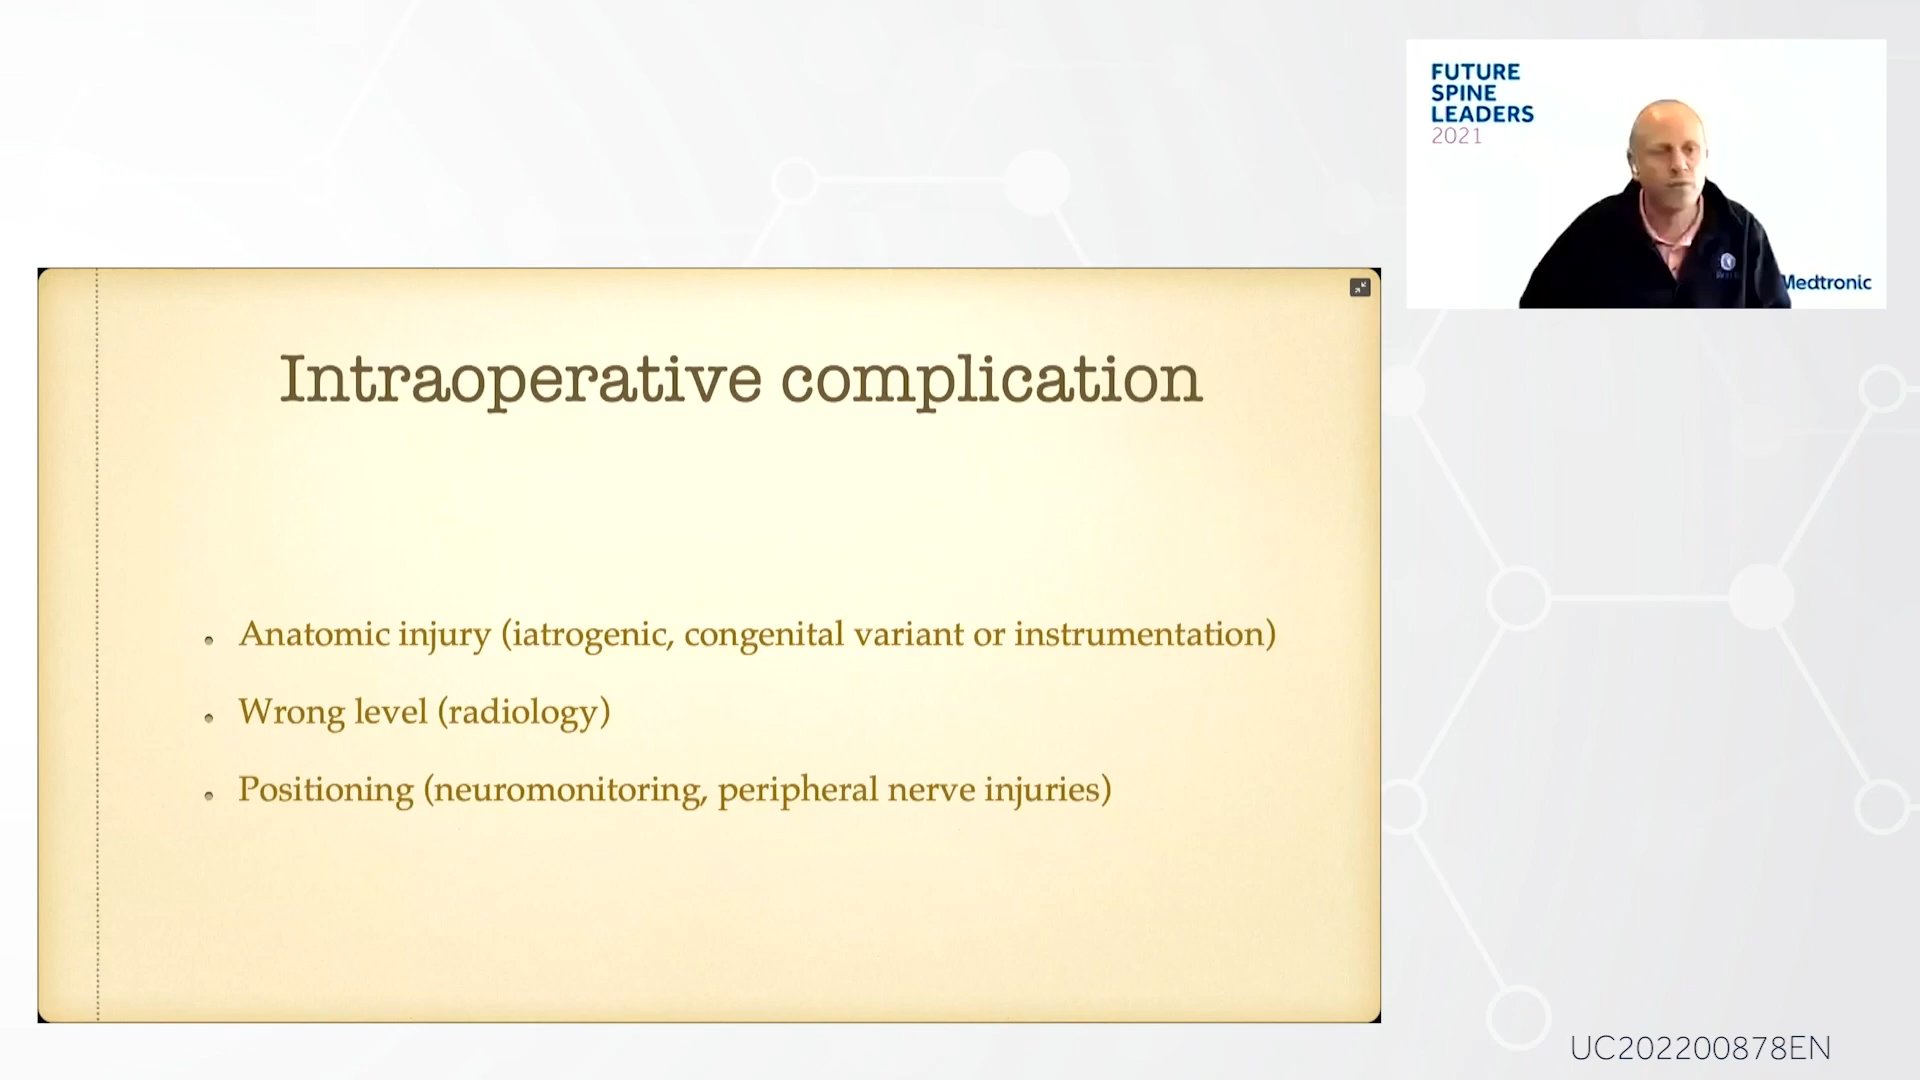 FUTURE
SPINE
LEADERS
2021
Medtronic
Intraoperative complication
Anatomic injury (iatrogenic, congenital variant or instrumentation)
Wrong level (radiology)
Positioning (neuromonitoring, peripheral nerve injuries)
UC202200878EN